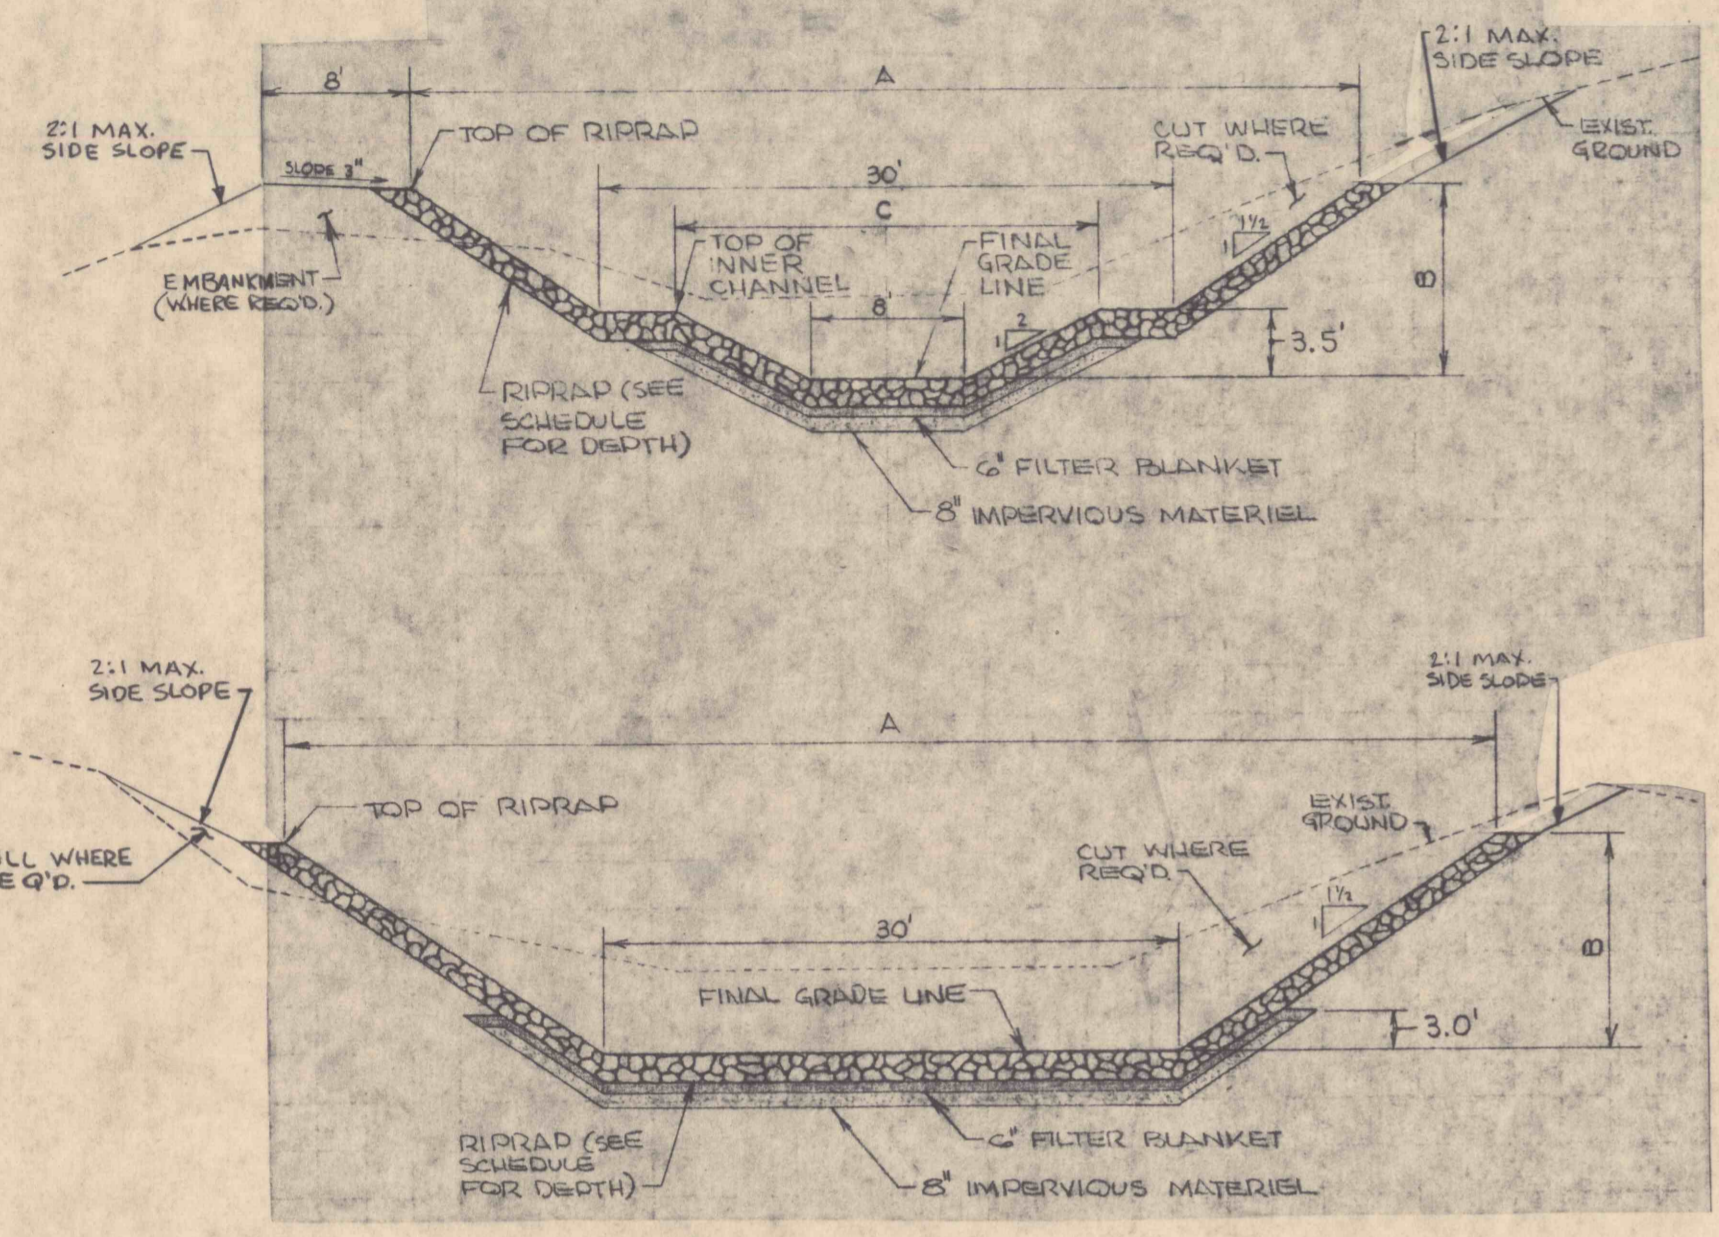 2:1 MAX.
SIDE SLOPE
8'
A
2:1 MAX.
SIDE SLOPE
TOP OF RIPRAP
CUT WHERE
REQ'D.
EXIST.
GROUND
SLOPE 3"
30'
C
1½
1
TOP OF
INNER
CHANNEL
FINAL
GRADE
LINE
EMBANKMENT
(WHERE REQ'D.)
8'
2
1
B
3.5'
RIPRAP (SEE
SCHEDULE
FOR DEPTH)
6" FILTER BLANKET
8" IMPERVIOUS MATERIEL
2:1 MAX.
SIDE SLOPE
2:1 MAX.
SIDE SLOPE
A
TOP OF RIPRAP
EXIST.
GROUND
LL WHERE
E Q'D.
CUT WHERE
REQ'D.
1½
1
30'
B
FINAL GRADE LINE
3.0'
RIPRAP (SEE
SCHEDULE
FOR DEPTH)
6" FILTER BLANKET
8" IMPERVIOUS MATERIEL